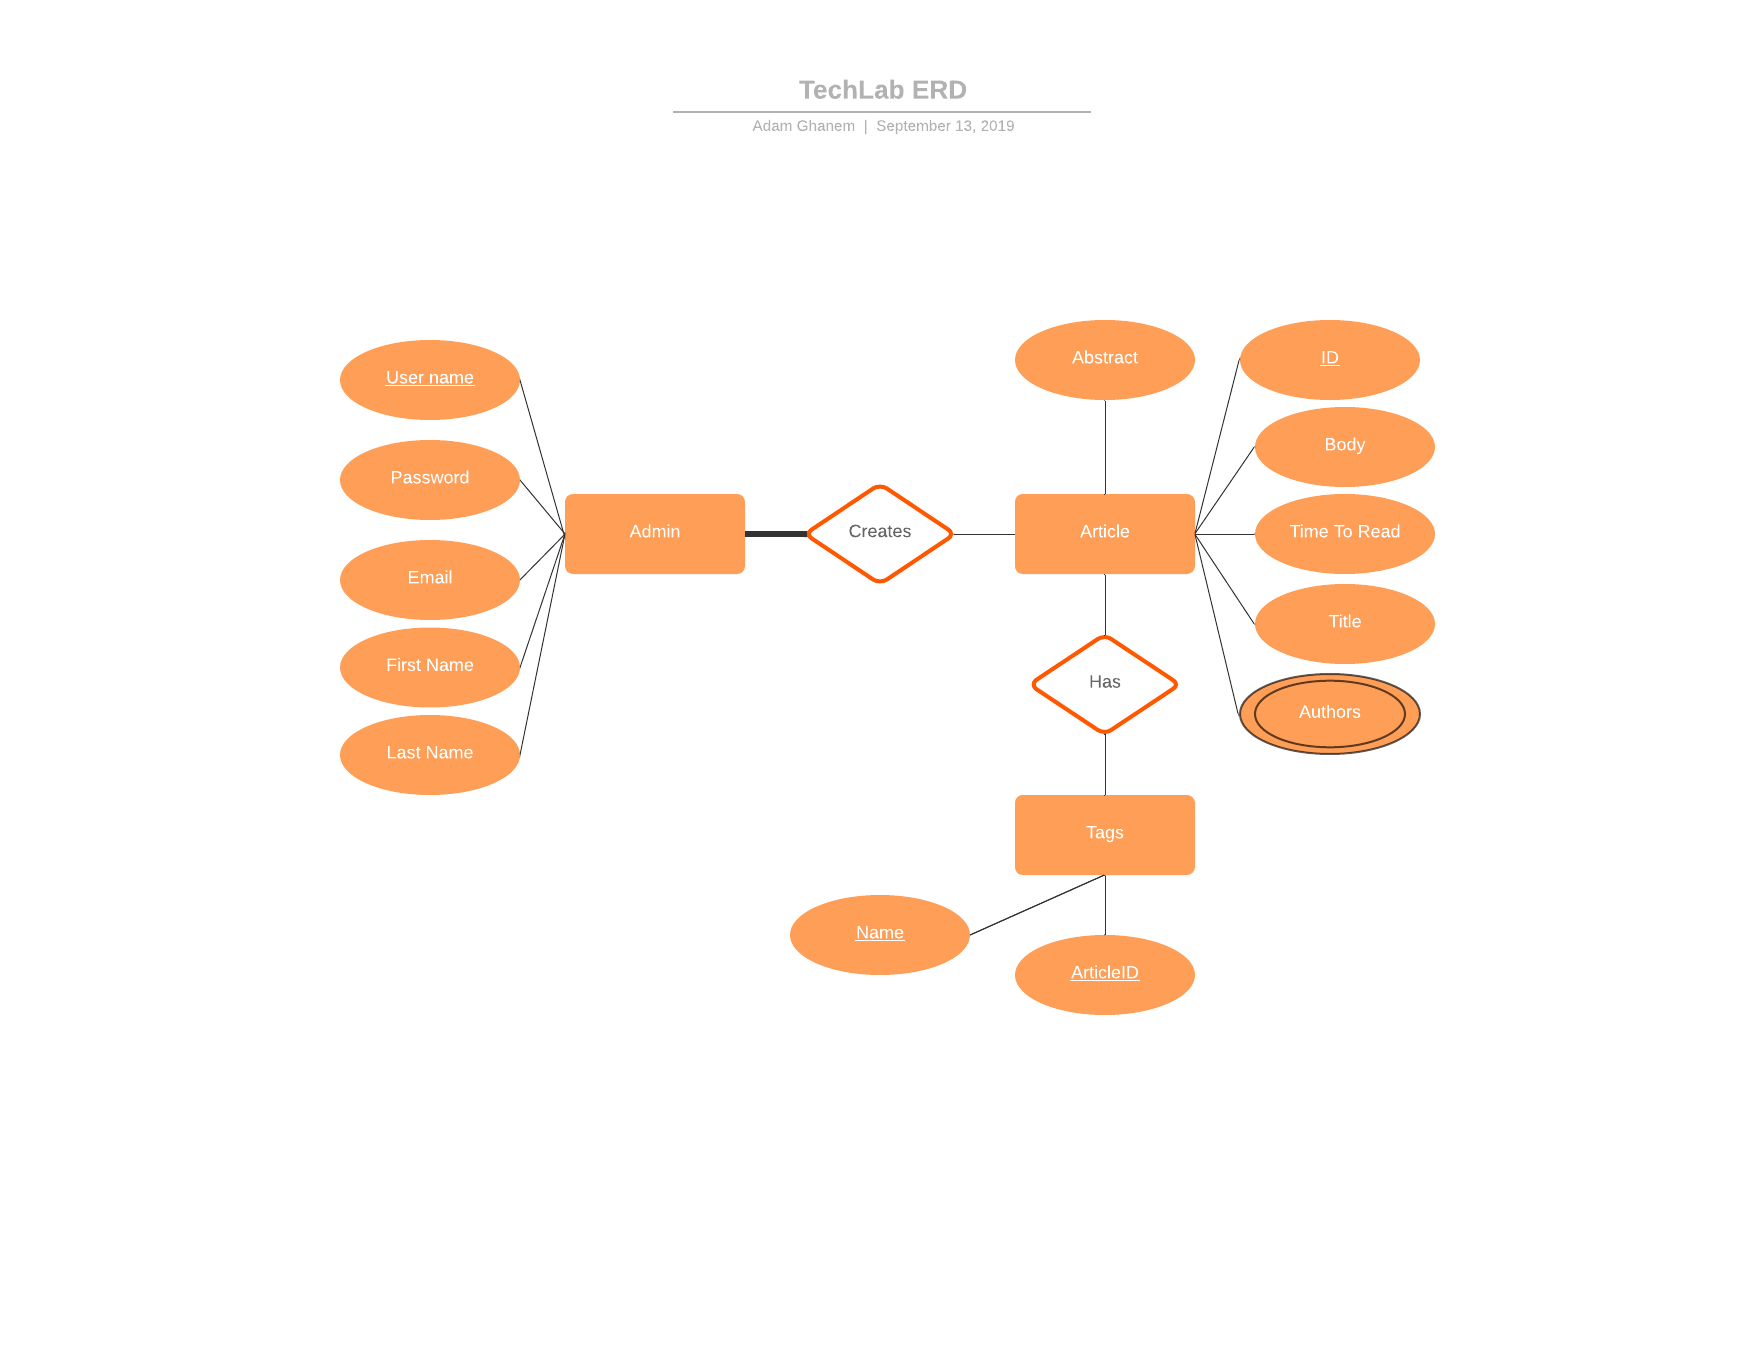 TechLab ERD
Adam Ghanem | September 13, 2019
Abstract
ID
User name
Body
Password
Admin
Creates
Article
Time To Read
Email
Title
First Name
Has
Authors
Last Name
Tags
Name
ArticleID